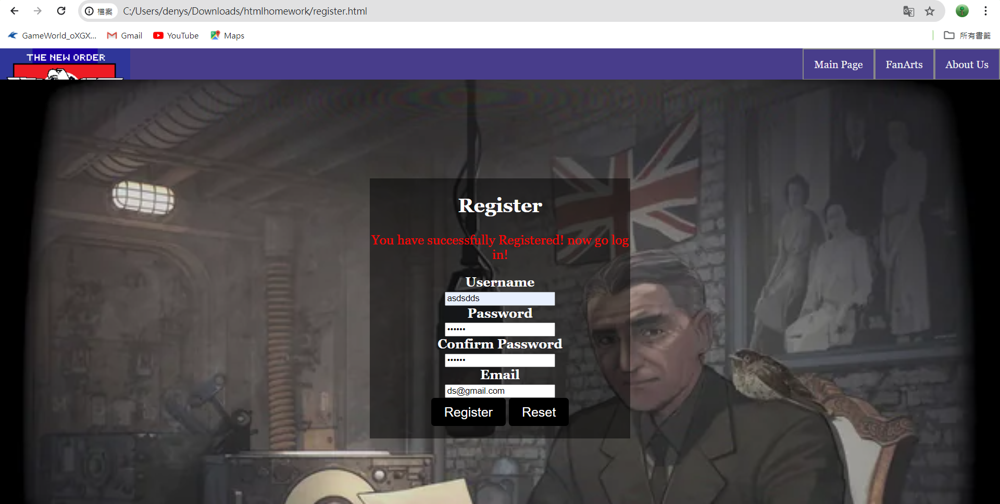 檔案 C:/Users/denys/Downloads/htmlhomework/register.html
GameWorld_oXGX... Gmail YouTube Maps 所有書籤
THE NEW ORDER
Main Page FanArts About Us
Register
You have successfully Registered! now go log
in!
Username
asdsdds
Password
••••••
Confirm Password
••••••
Email
ds@gmail.com
Register Reset